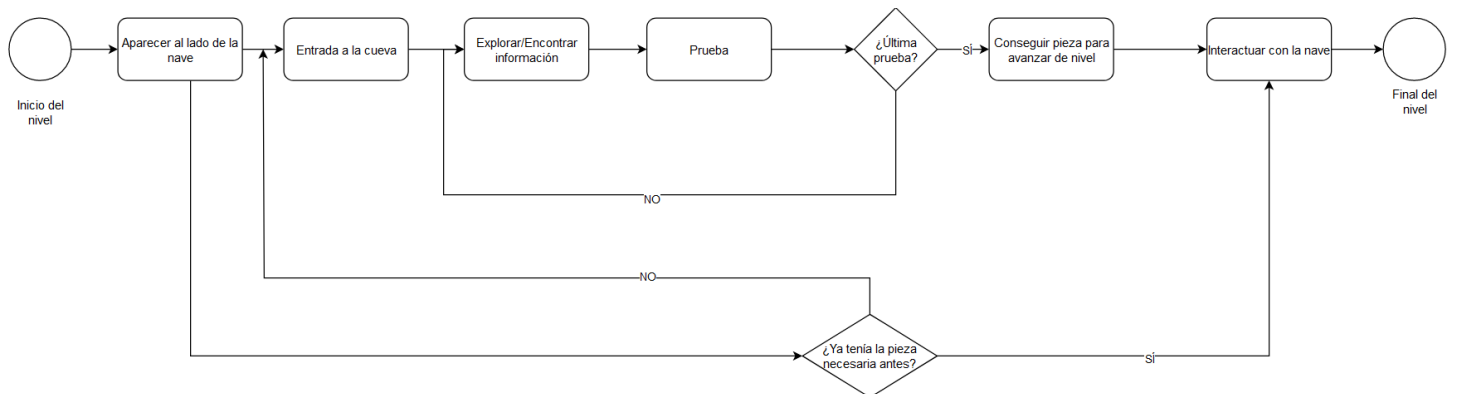 Inicio del
nivel
Aparecer al lado de la
nave
Entrada a la cueva
Explorar/Encontrar
información
Prueba
¿Última
prueba?
SÍ
Conseguir pieza para
avanzar de nivel
Interactuar con la nave
Final del
nivel
NO
NO
¿Ya tenía la pieza
necesaria antes?
SÍ